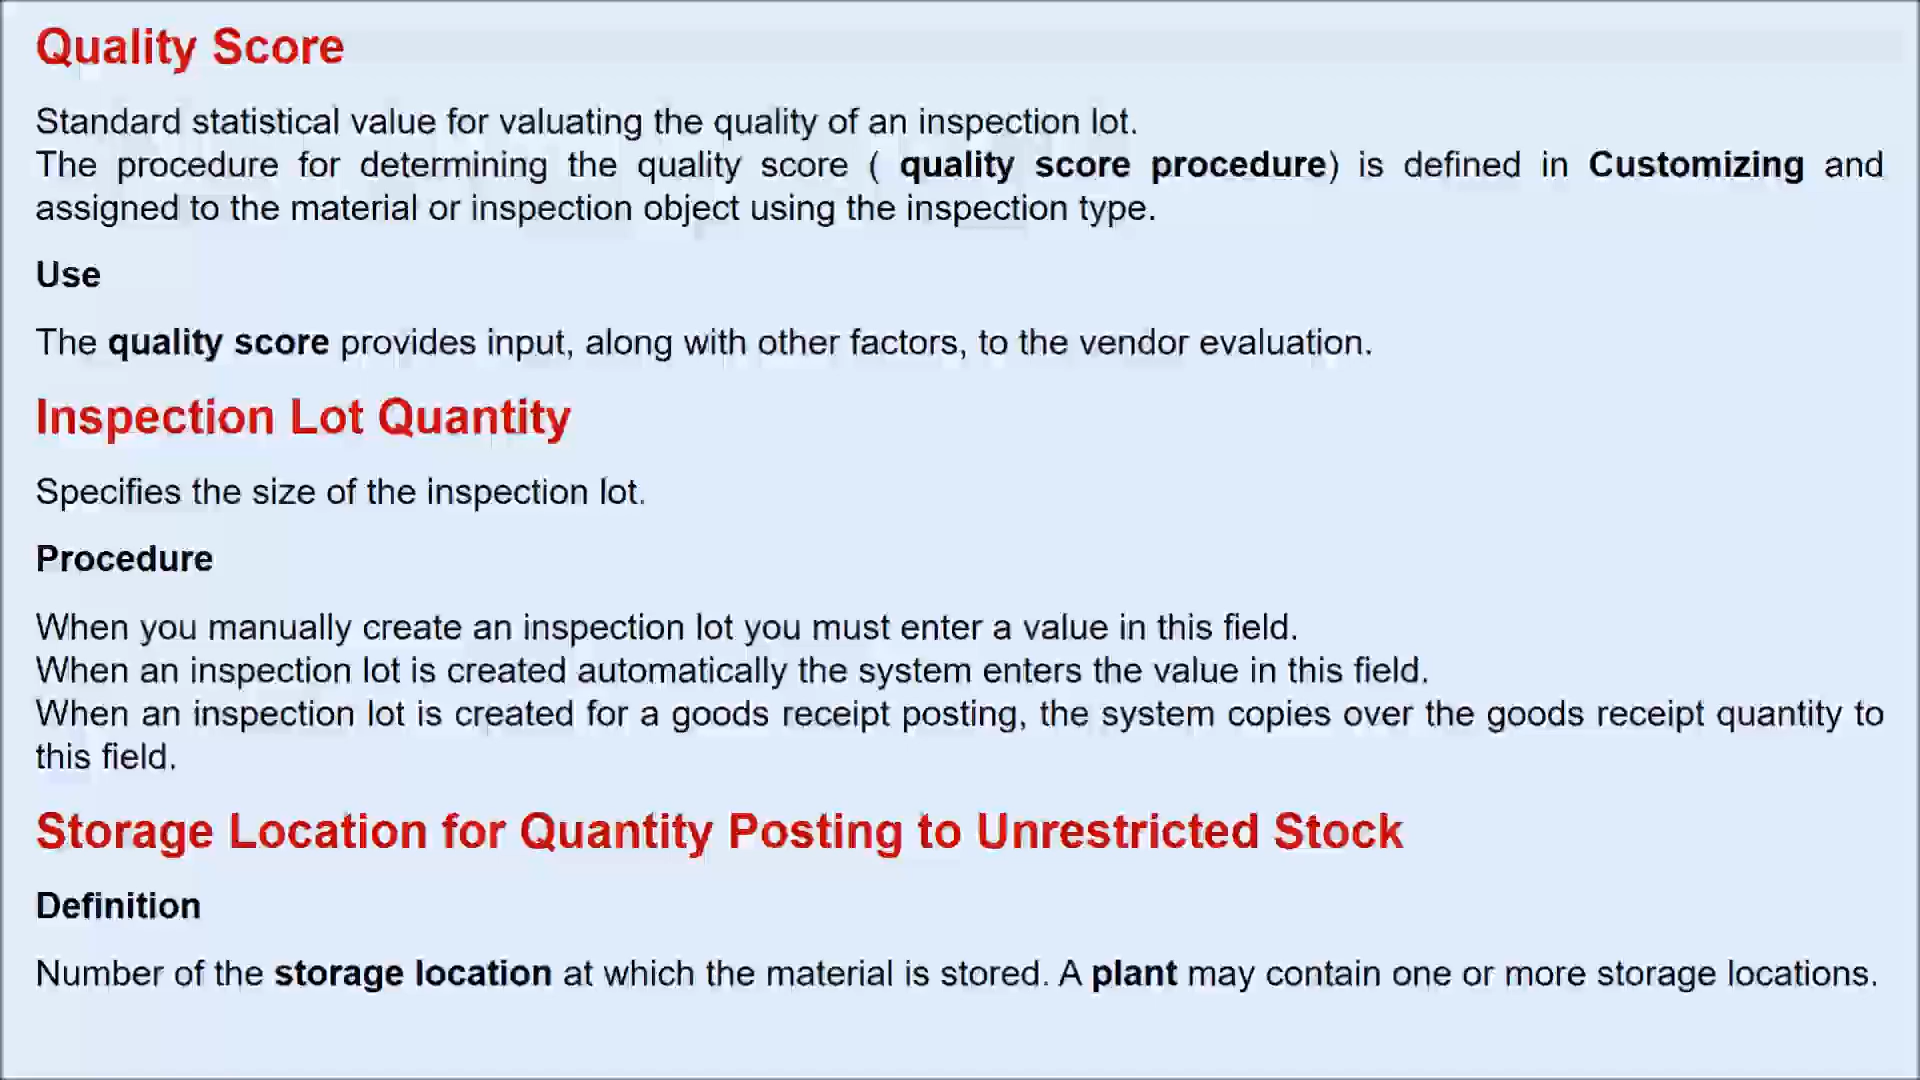 Quality Score
Standard statistical value for valuating the quality of an inspection lot.
The procedure for determining the quality score ( quality score procedure) is defined in Customizing and
assigned to the material or inspection object using the inspection type.
Use
The quality score provides input, along with other factors, to the vendor evaluation.
Inspection Lot Quantity
Specifies the size of the inspection lot.
Procedure
When you manually create an inspection lot you must enter a value in this field.
When an inspection lot is created automatically the system enters the value in this field.
When an inspection lot is created for a goods receipt posting, the system copies over the goods receipt quantity to
this field.
Storage Location for Quantity Posting to Unrestricted Stock
Definition
Number of the storage location at which the material is stored. A plant may contain one or more storage locations.